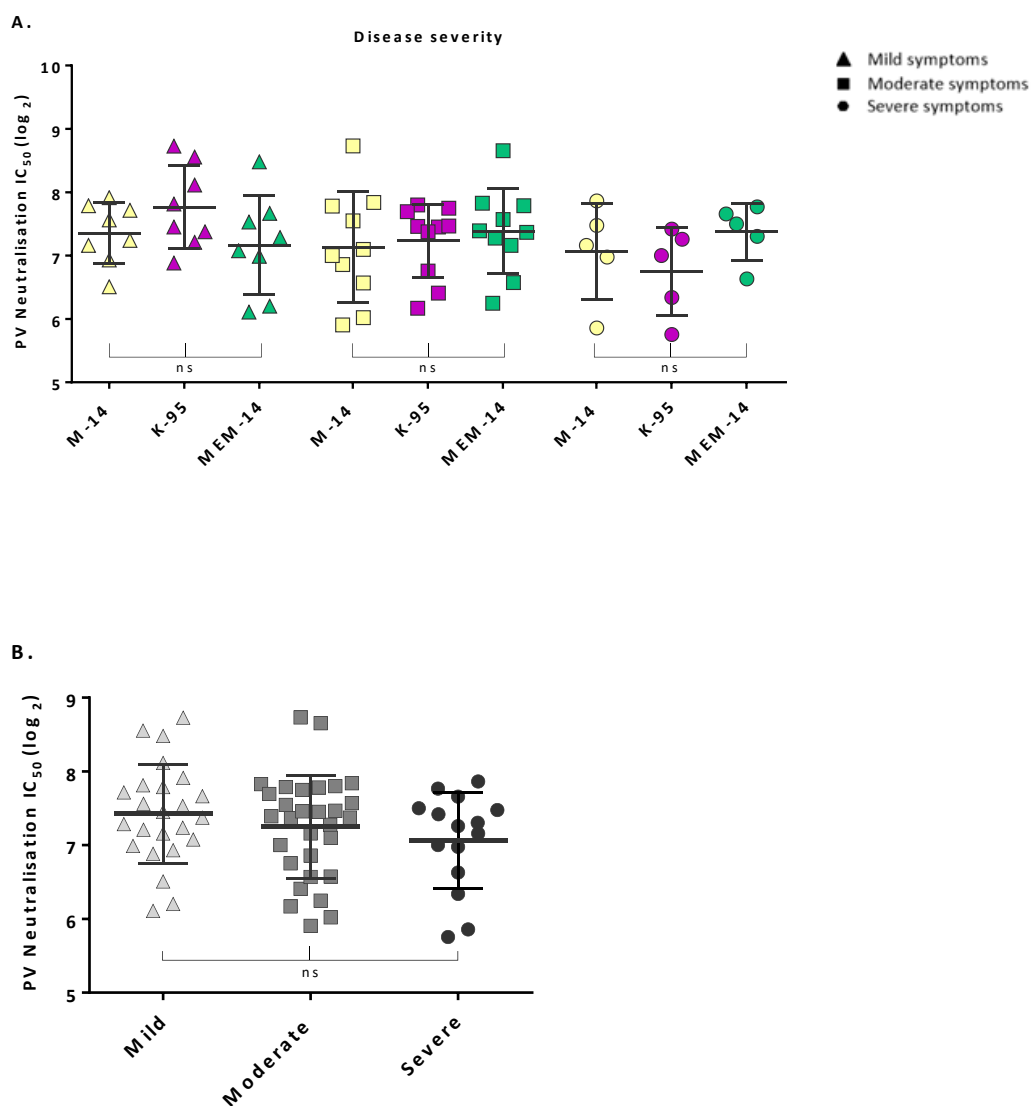 A.
Disease severity
Mild symptoms
Moderate symptoms
Severe symptoms
PV Neutralisation IC50 (log 2)
10
9
8
7
6
5
ns
ns
ns
M-14
K-95
MEM-14
M-14
K-95
MEM-14
M-14
K-95
MEM-14
B.
PV Neutralisation IC50 (log 2)
9
8
7
6
5
ns
Mild
Moderate
Severe